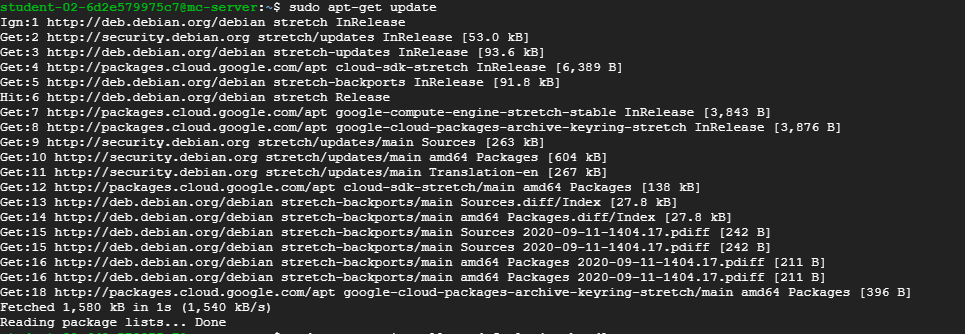 student-02-6d2e579975c7@mc-server:~$ sudo apt-get update
Ign:1 http://deb.debian.org/debian stretch InRelease
Get:2 http://security.debian.org stretch/updates InRelease [53.0 kB]
Get:3 http://deb.debian.org/debian stretch-updates InRelease [93.6 kB]
Get:4 http://packages.cloud.google.com/apt cloud-sdk-stretch InRelease [6,389 B]
Get:5 http://deb.debian.org/debian stretch-backports InRelease [91.8 kB]
Hit:6 http://deb.debian.org/debian stretch Release
Get:7 http://packages.cloud.google.com/apt google-compute-engine-stretch-stable InRelease [3,843 B]
Get:8 http://packages.cloud.google.com/apt google-cloud-packages-archive-keyring-stretch InRelease [3,876 B]
Get:9 http://security.debian.org stretch/updates/main Sources [263 kB]
Get:10 http://security.debian.org stretch/updates/main amd64 Packages [604 kB]
Get:11 http://security.debian.org stretch/updates/main Translation-en [267 kB]
Get:12 http://packages.cloud.google.com/apt cloud-sdk-stretch/main amd64 Packages [138 kB]
Get:13 http://deb.debian.org/debian stretch-backports/main Sources.diff/Index [27.8 kB]
Get:14 http://deb.debian.org/debian stretch-backports/main amd64 Packages.diff/Index [27.8 kB]
Get:15 http://deb.debian.org/debian stretch-backports/main Sources 2020-09-11-1404.17.pdiff [242 B]
Get:15 http://deb.debian.org/debian stretch-backports/main Sources 2020-09-11-1404.17.pdiff [242 B]
Get:16 http://deb.debian.org/debian stretch-backports/main amd64 Packages 2020-09-11-1404.17.pdiff [211 B]
Get:16 http://deb.debian.org/debian stretch-backports/main amd64 Packages 2020-09-11-1404.17.pdiff [211 B]
Get:18 http://packages.cloud.google.com/apt google-cloud-packages-archive-keyring-stretch/main amd64 Packages [396 B]
Fetched 1,580 kB in 1s (1,540 kB/s)
Reading package lists... Done